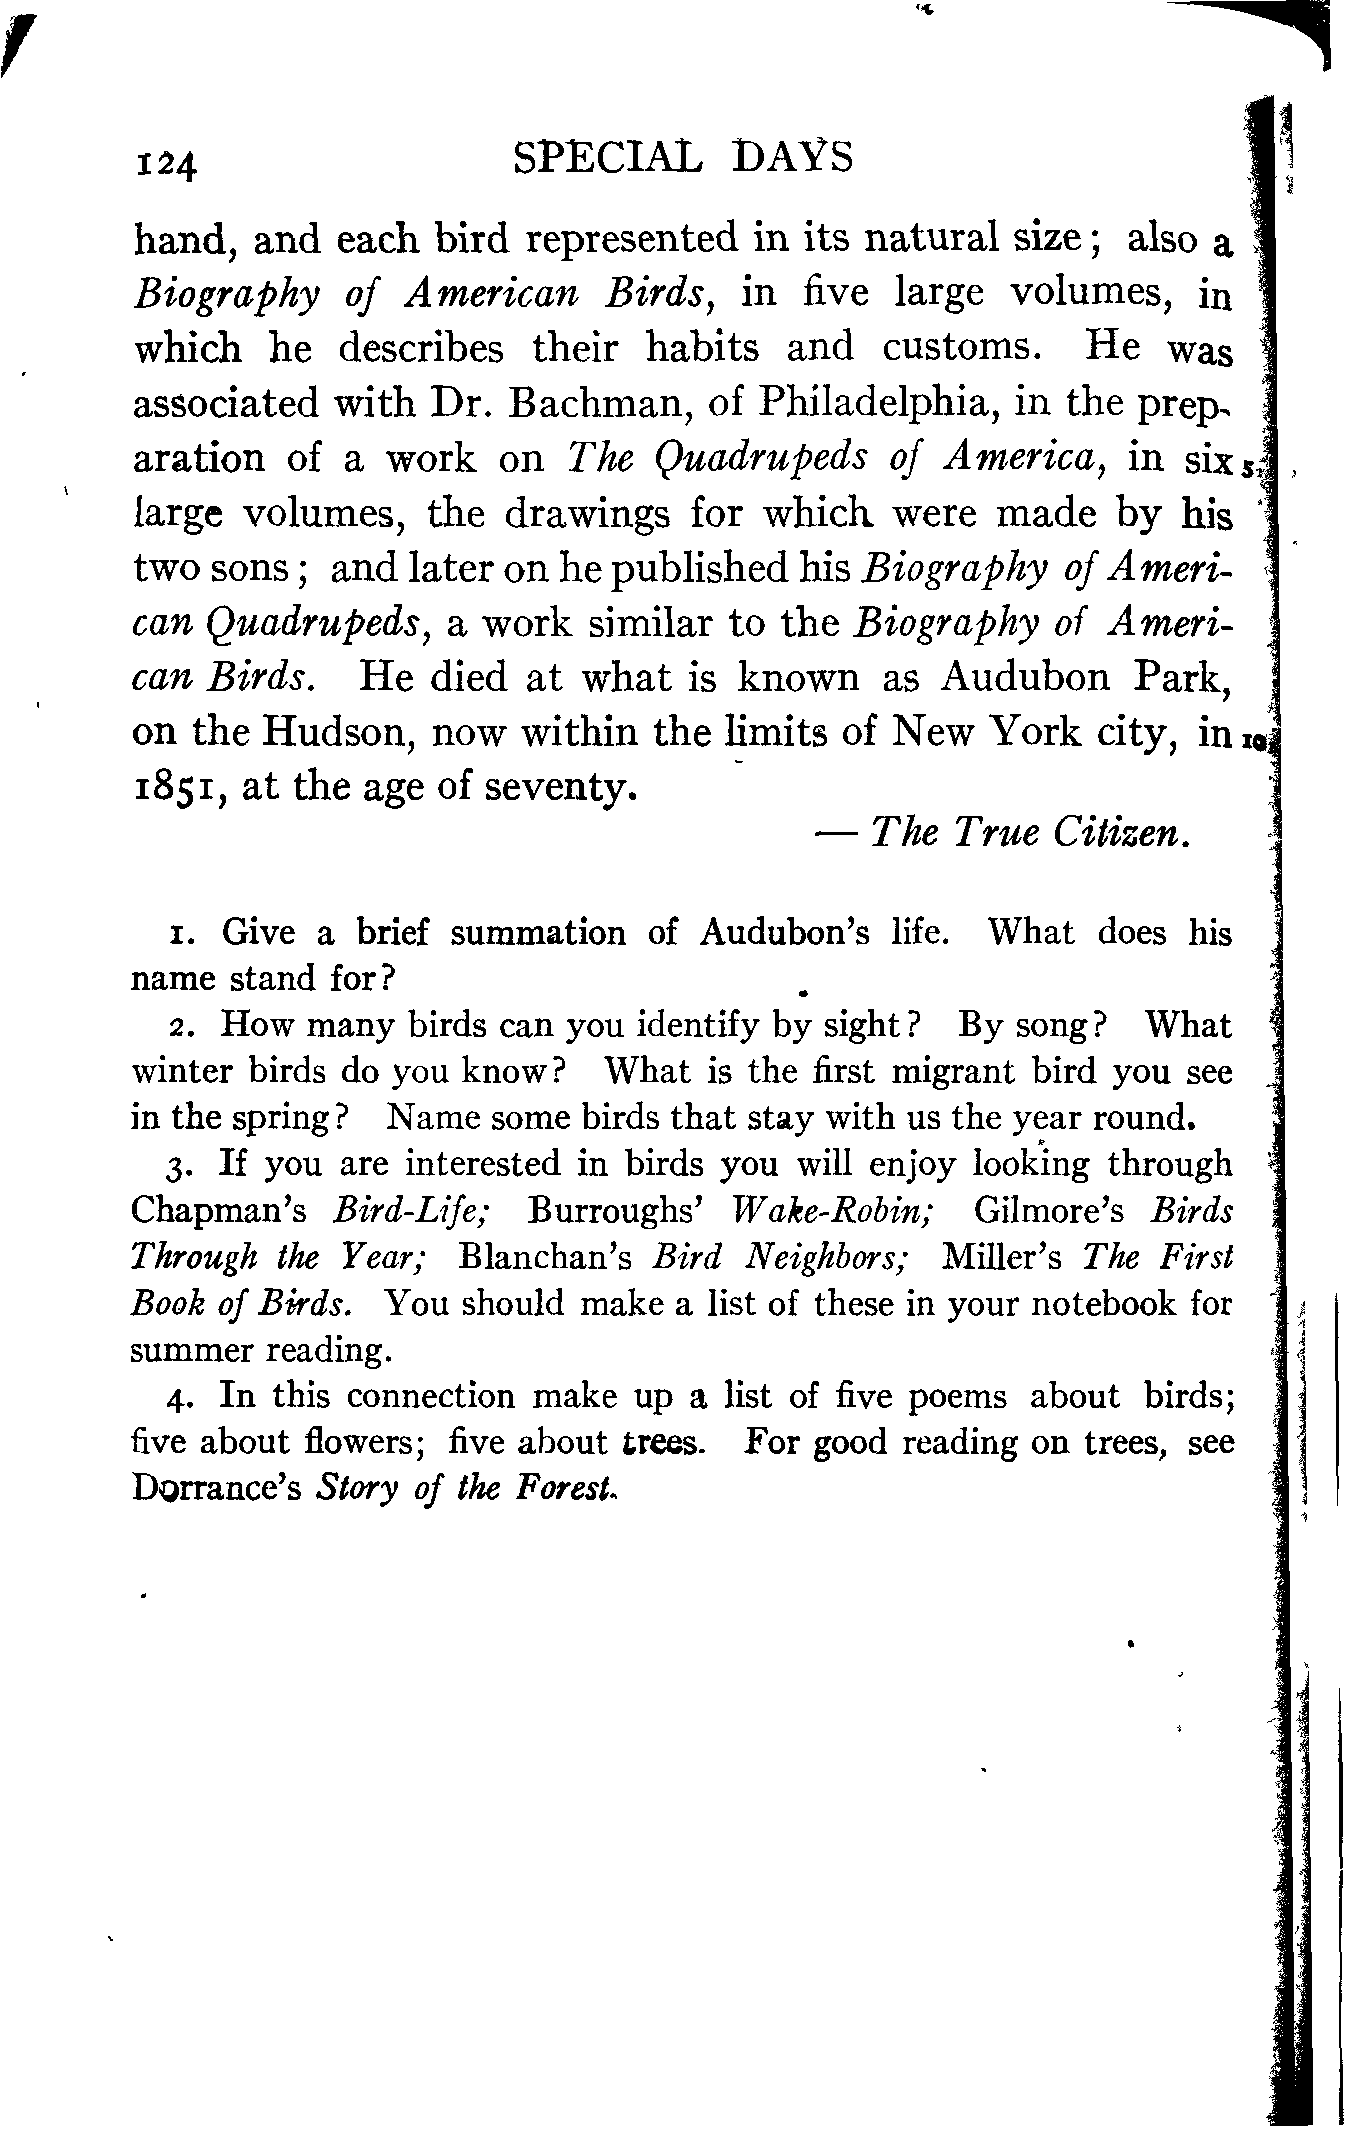 124 SPECIAL DAYS
hand, and each bird represented in its natural size; also a
Biography of American Birds, in five large volumes, in
which he describes their habits and customs. He was
associated with Dr. Bachman, of Philadelphia, in the prep-
aration of a work on The Quadrupeds of America, in six 5
large volumes, the drawings for which were made by his
two sons; and later on he published his Biography of Ameri-
can Quadrupeds, a work similar to the Biography of Ameri-
can Birds. He died at what is known as Audubon Park,
on the Hudson, now within the limits of New York city, in 10
1851, at the age of seventy.
— The True Citizen.
1. Give a brief summation of Audubon's life. What does his
name stand for?
2. How many birds can you identify by sight? By song? What
winter birds do you know? What is the first migrant bird you see
in the spring? Name some birds that stay with us the year round.
3. If you are interested in birds you will enjoy looking through
Chapman's Bird-Life; Burroughs' Wake-Robin; Gilmore's Birds
Through the Year; Blanchan's Bird Neighbors; Miller's The First
Book of Birds. You should make a list of these in your notebook for
summer reading.
4. In this connection make up a list of five poems about birds;
five about flowers; five about trees. For good reading on trees, see
Dorrance's Story of the Forest.